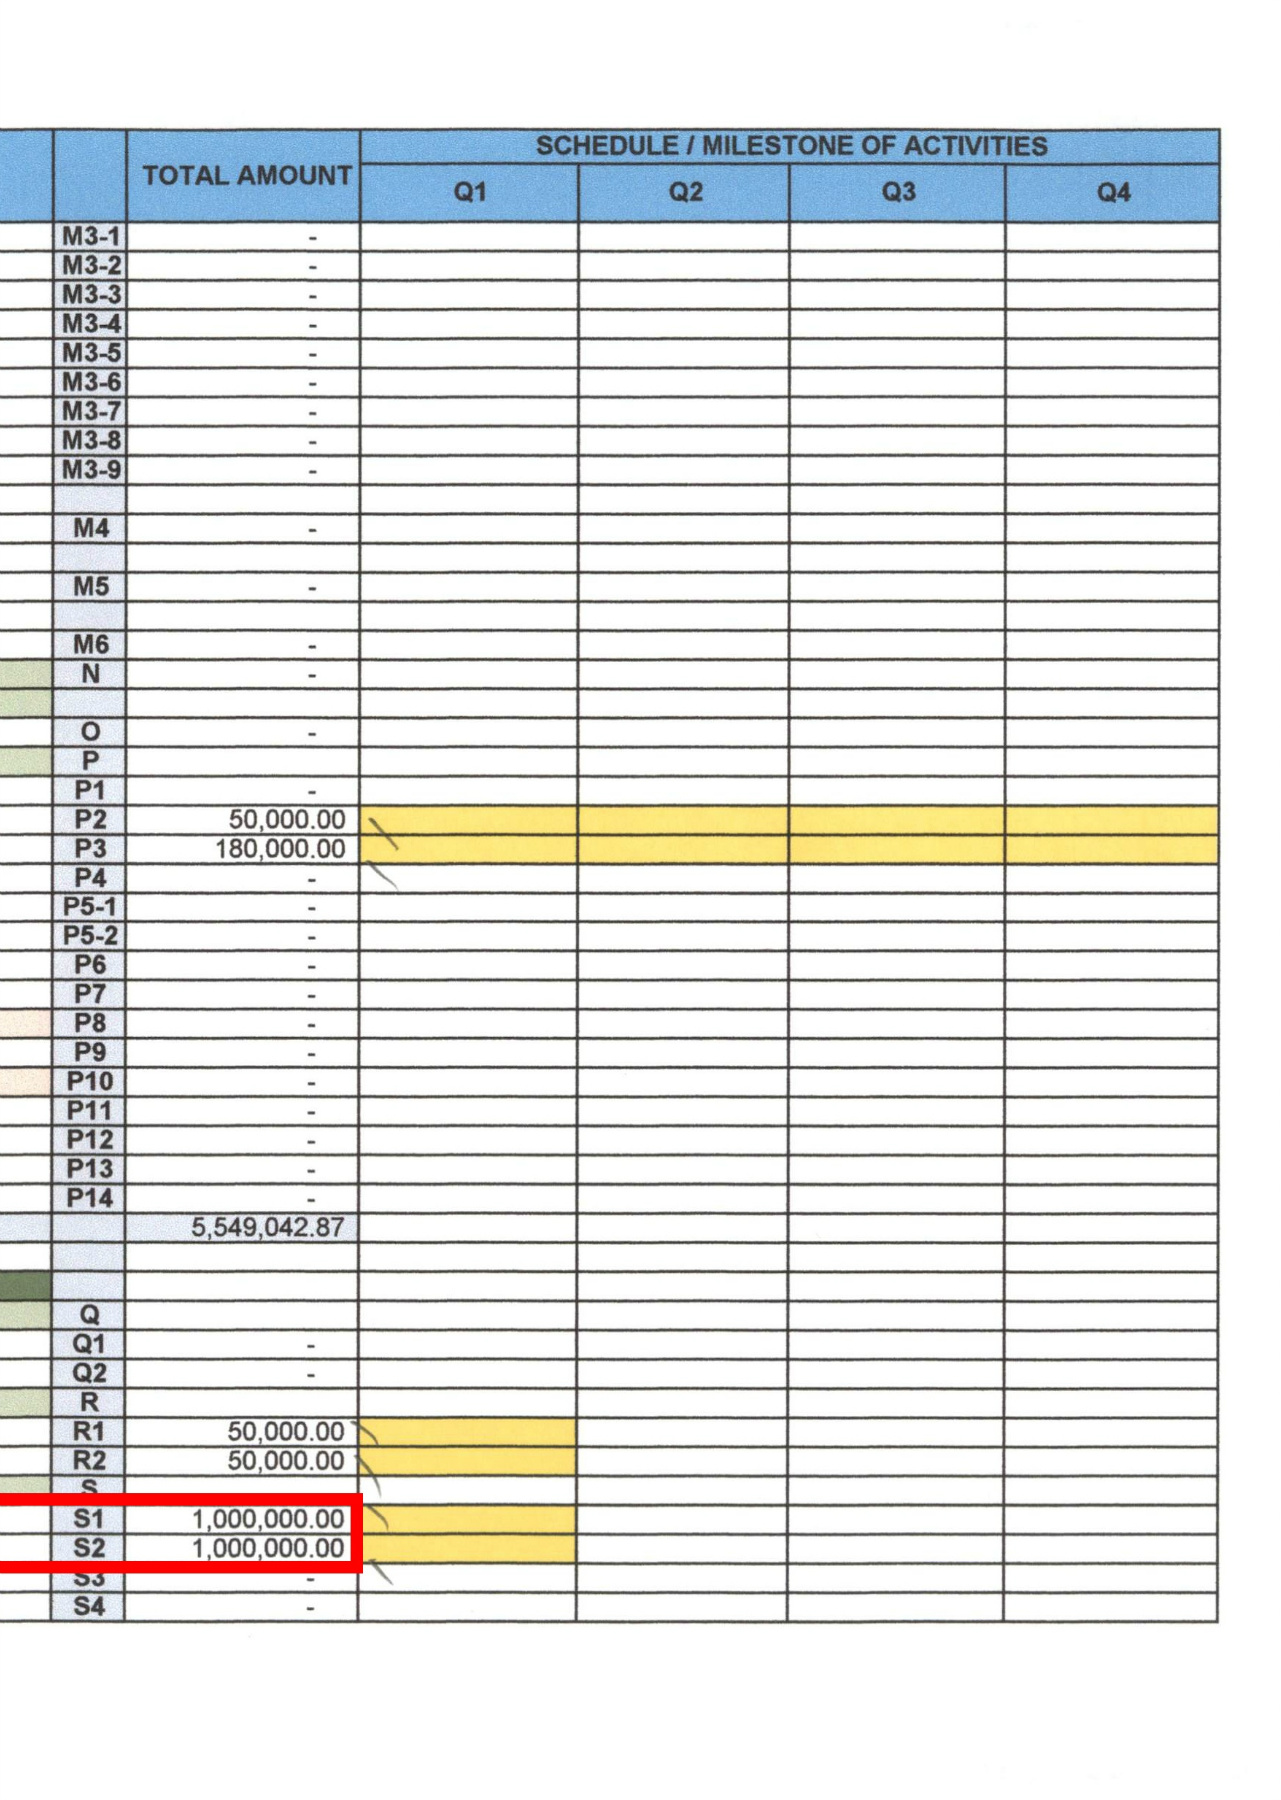 TOTAL AMOUNT SCHEDULE / MILESTONE OF ACTIVITIES
Q1 Q2 Q3 Q4
M3-1 -
M3-2 -
M3-3 -
M3-4 -
M3-5 -
M3-6 -
M3-7 -
M3-8 -
M3-9 -
M4 -
M5 -
M6 -
N -
O -
P
P1 -
P2 50,000.00
P3 180,000.00
P4 -
P5-1 -
P5-2 -
P6 -
P7 -
P8 -
P9 -
P10 -
P11 -
P12 -
P13 -
P14 -
5,549,042.87
Q
Q1 -
Q2 -
R
R1 50,000.00
R2 50,000.00
S
S1 1,000,000.00
S2 1,000,000.00
S3 -
S4 -